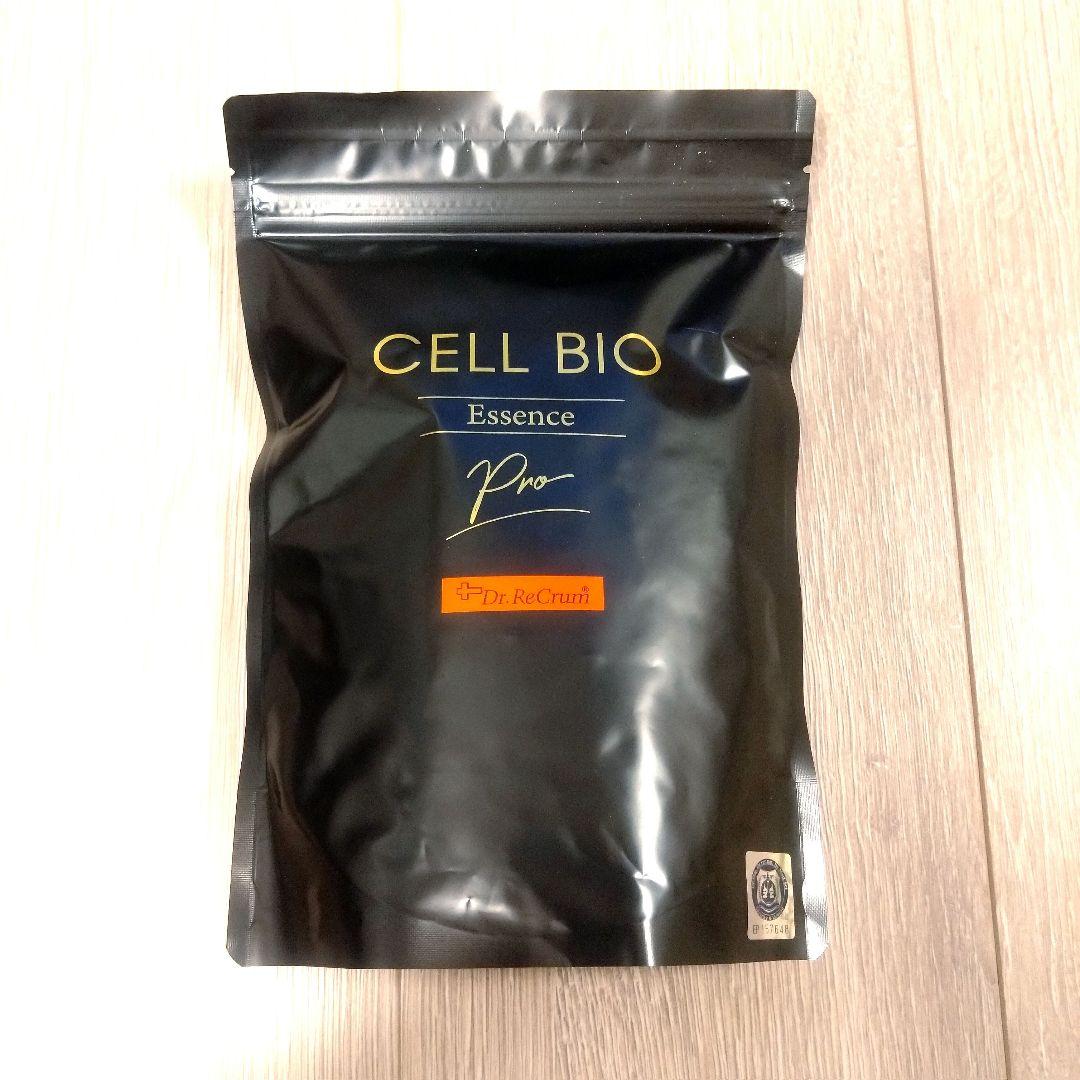 CELL BIO
Essence
Pro
Dr. ReCrum®